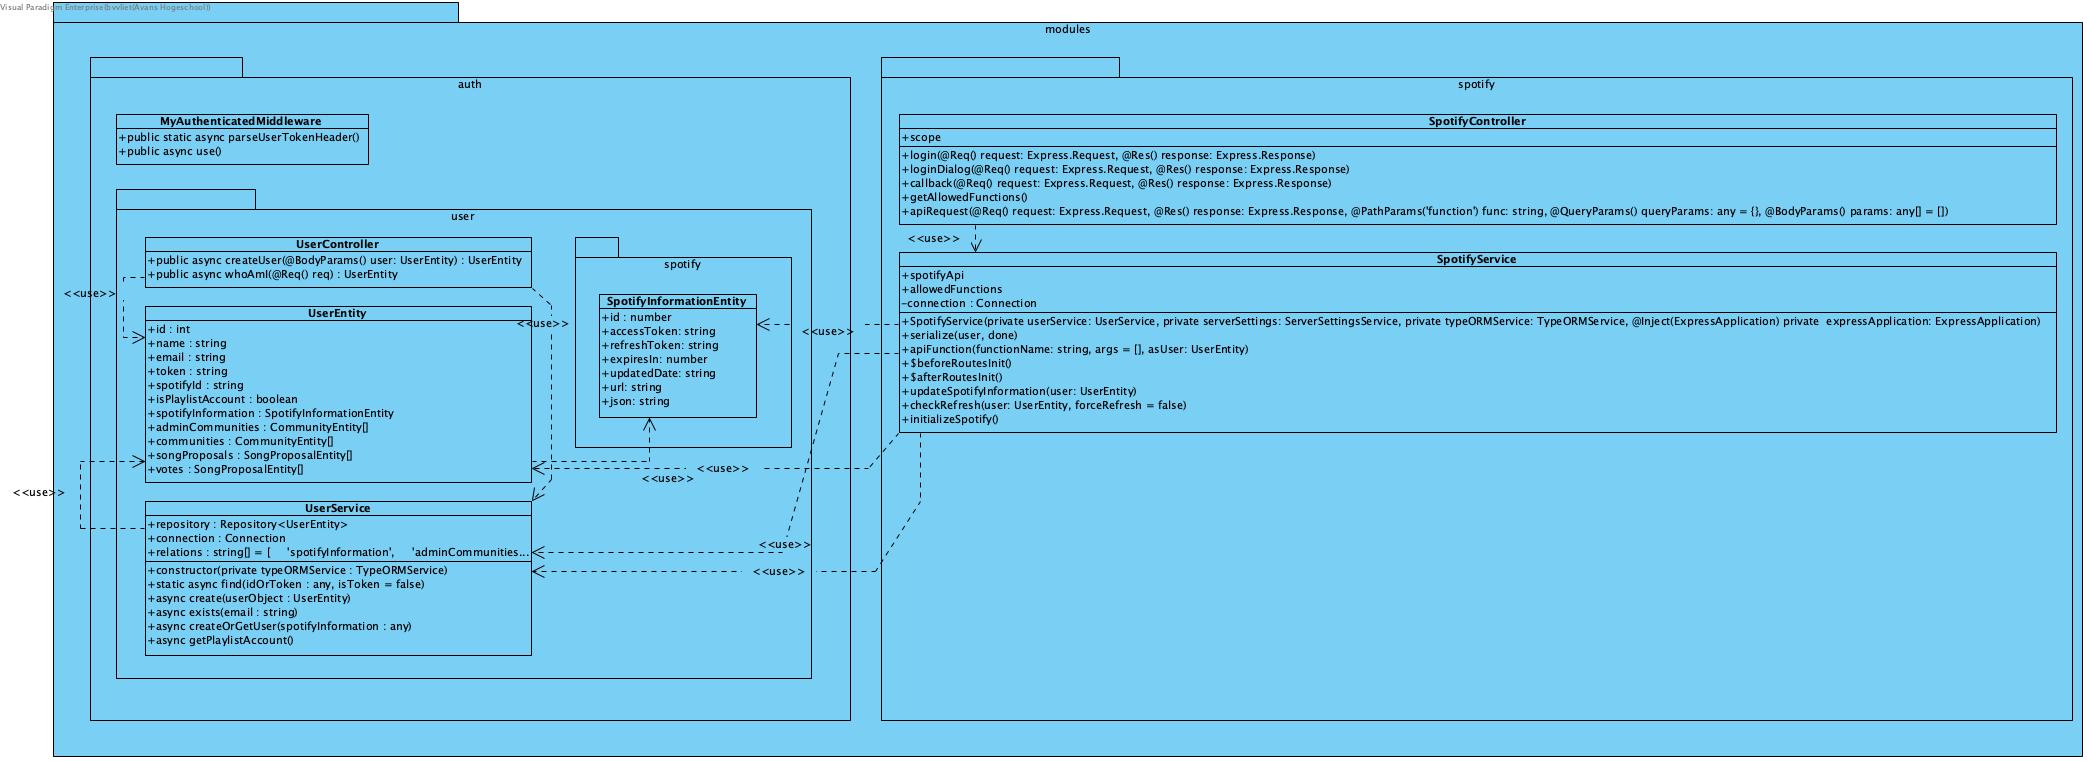 Visual Paradigm Enterprise(bvvliet(Avans Hogeschool))
modules
auth
MyAuthenticatedMiddleware
+public static async parseUserTokenHeader()
+public async use()
user
UserController
+public async createUser(@BodyParams() user: UserEntity) : UserEntity
+public async whoAmI(@Req() req) : UserEntity
<<use>>
<<use>>
UserEntity
+id : int
+name : string
+email : string
+token : string
+spotifyId : string
+isPlaylistAccount : boolean
+spotifyInformation : SpotifyInformationEntity
+adminCommunities : CommunityEntity[]
+communities : CommunityEntity[]
+songProposals : SongProposalEntity[]
+votes : SongProposalEntity[]
<<use>>
UserService
+repository : Repository<UserEntity>
+connection : Connection
+relations : string[] = [ 'spotifyInformation', 'adminCommunities...
+constructor(private typeORMService : TypeORMService)
+static async find(idOrToken : any, isToken = false)
+async create(userObject : UserEntity)
+async exists(email : string)
+async createOrGetUser(spotifyInformation : any)
+async getPlaylistAccount()
spotify
SpotifyInformationEntity
+id : number
+accessToken: string
+refreshToken: string
+expiresIn: number
+updatedDate: string
+url: string
+json: string
<<use>>
<<use>>
<<use>>
<<use>>
<<use>>
spotify
SpotifyController
+scope
+login(@Req() request: Express.Request, @Res() response: Express.Response)
+loginDialog(@Req() request: Express.Request, @Res() response: Express.Response)
+callback(@Req() request: Express.Request, @Res() response: Express.Response)
+getAllowedFunctions()
+apiRequest(@Req() request: Express.Request, @Res() response: Express.Response, @PathParams('function') func: string, @QueryParams() queryParams: any = {}, @BodyParams() params: any[] = [])
<<use>>
SpotifyService
+spotifyApi
+allowedFunctions
-connection : Connection
+SpotifyService(private userService: UserService, private serverSettings: ServerSettingsService, private typeORMService: TypeORMService, @Inject(ExpressApplication) private expressApplication: ExpressApplication)
+serialize(user, done)
+apiFunction(functionName: string, args = [], asUser: UserEntity)
+$beforeRoutesInit()
+$afterRoutesInit()
+updateSpotifyInformation(user: UserEntity)
+checkRefresh(user: UserEntity, forceRefresh = false)
+initializeSpotify()